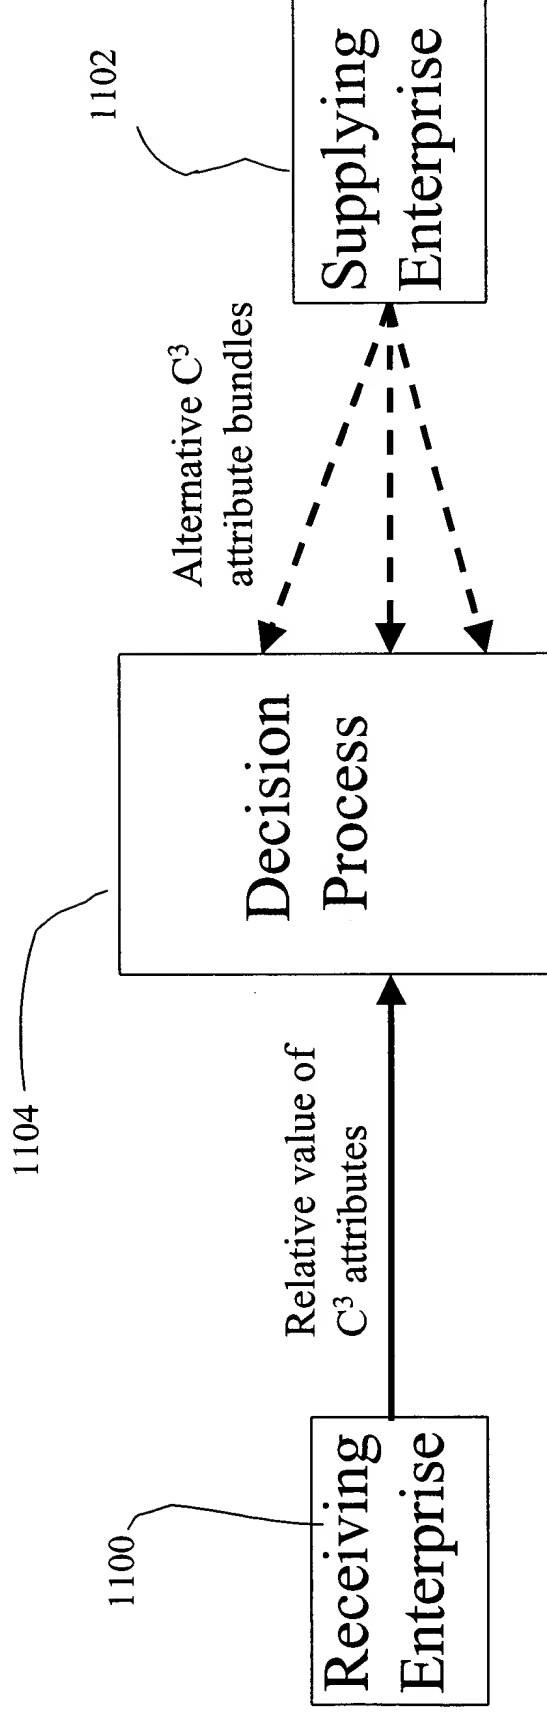 1104
1102
1100
Alternative C³
attribute bundles
Relative value of
C³ attributes
Receiving
Enterprise
Decision
Process
Supplying
Enterprise